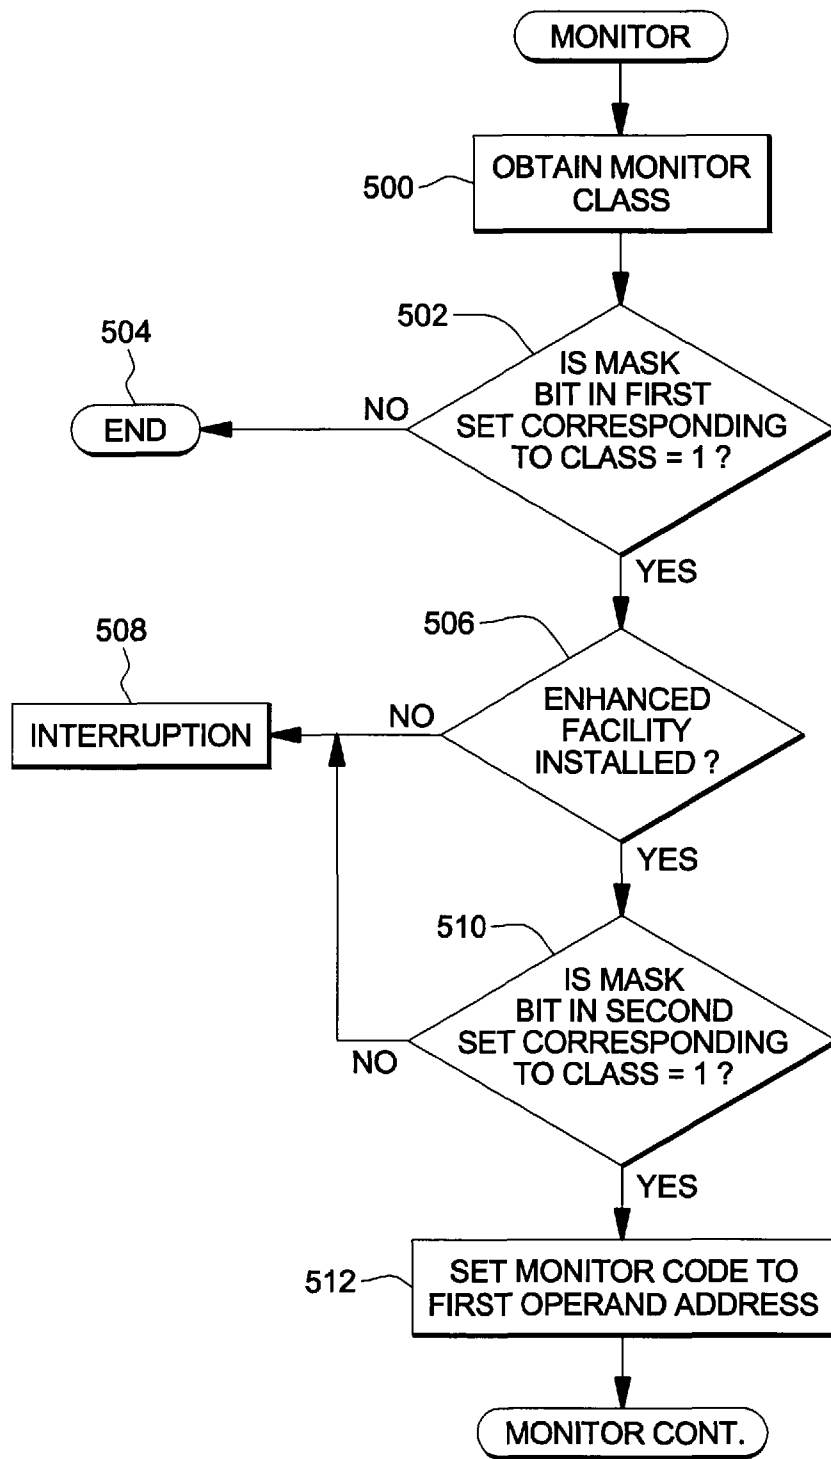 MONITOR
500
OBTAIN MONITOR
CLASS
502
504
IS MASK
BIT IN FIRST
SET CORRESPONDING
TO CLASS = 1 ?
NO
END
YES
506
508
ENHANCED
FACILITY
INSTALLED ?
NO
INTERRUPTION
YES
510
IS MASK
BIT IN SECOND
SET CORRESPONDING
TO CLASS = 1 ?
NO
YES
512
SET MONITOR CODE TO
FIRST OPERAND ADDRESS
MONITOR CONT.